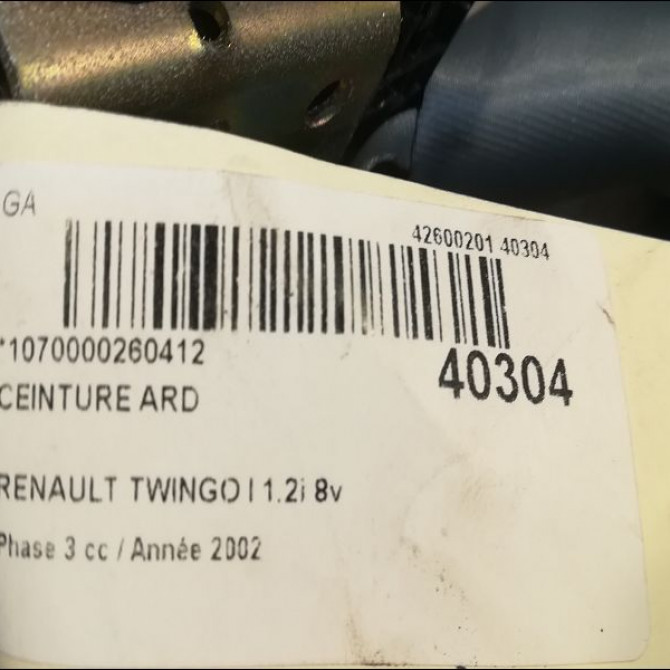 GA
42600201 40304
*1070000260412
40304
CEINTURE ARD
RENAULT TWINGO I 1.2i 8v
Phase 3 cc / Année 2002